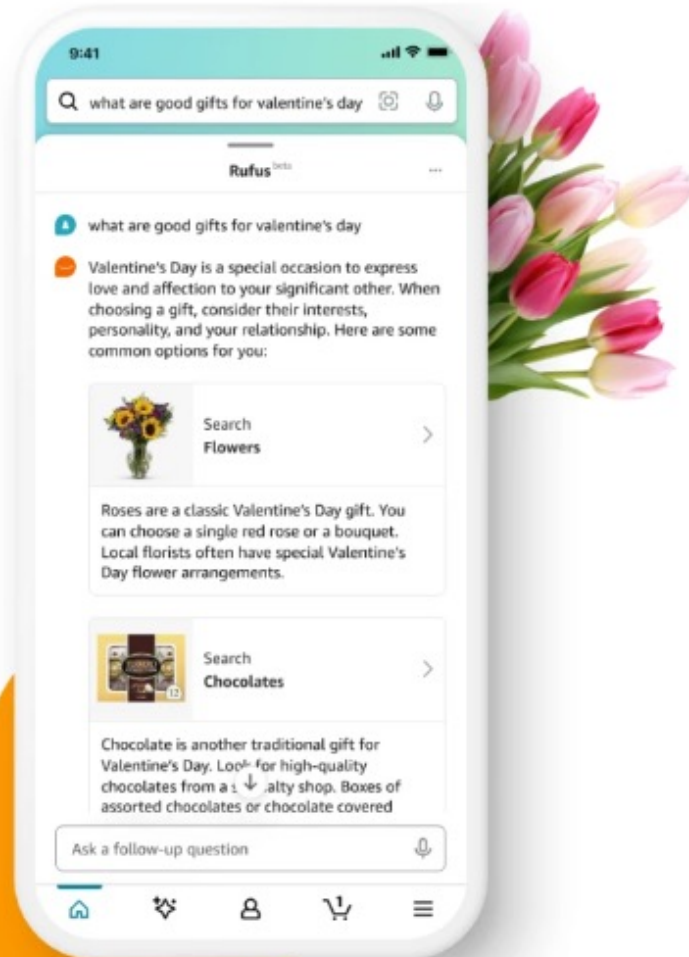 9:41
what are good gifts for valentine's day
Rufus beta
what are good gifts for valentine's day
Valentine's Day is a special occasion to express
love and affection to your significant other. When
choosing a gift, consider their interests,
personality, and your relationship. Here are some
common options for you:
Search
Flowers
Roses are a classic Valentine's Day gift. You
can choose a single red rose or a bouquet.
Local florists often have special Valentine's
Day flower arrangements.
Search
Chocolates
12
Chocolate is another traditional gift for
Valentine's Day. Look for high-quality
chocolates from a
Boxes of
assorted chocolates or chocolate covered
Ask a follow-up question
1